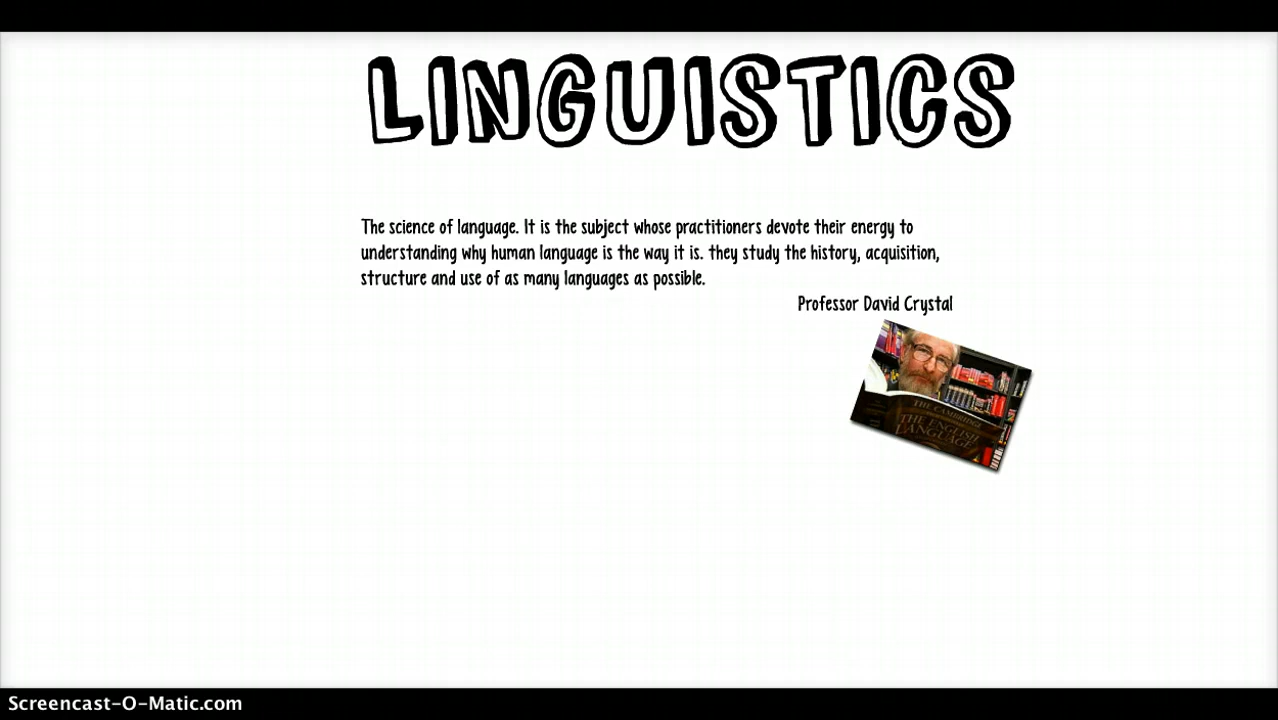 LINGUISTICS
The science of language. It is the subject whose practitioners devote their energy to
understanding why human language is the way it is. they study the history, acquisition,
structure and use of as many languages as possible.
Professor David Crystal
THE CAMBRIDGE
THE ENGLISH
LANGUAGE
Screencast-O-Matic.com